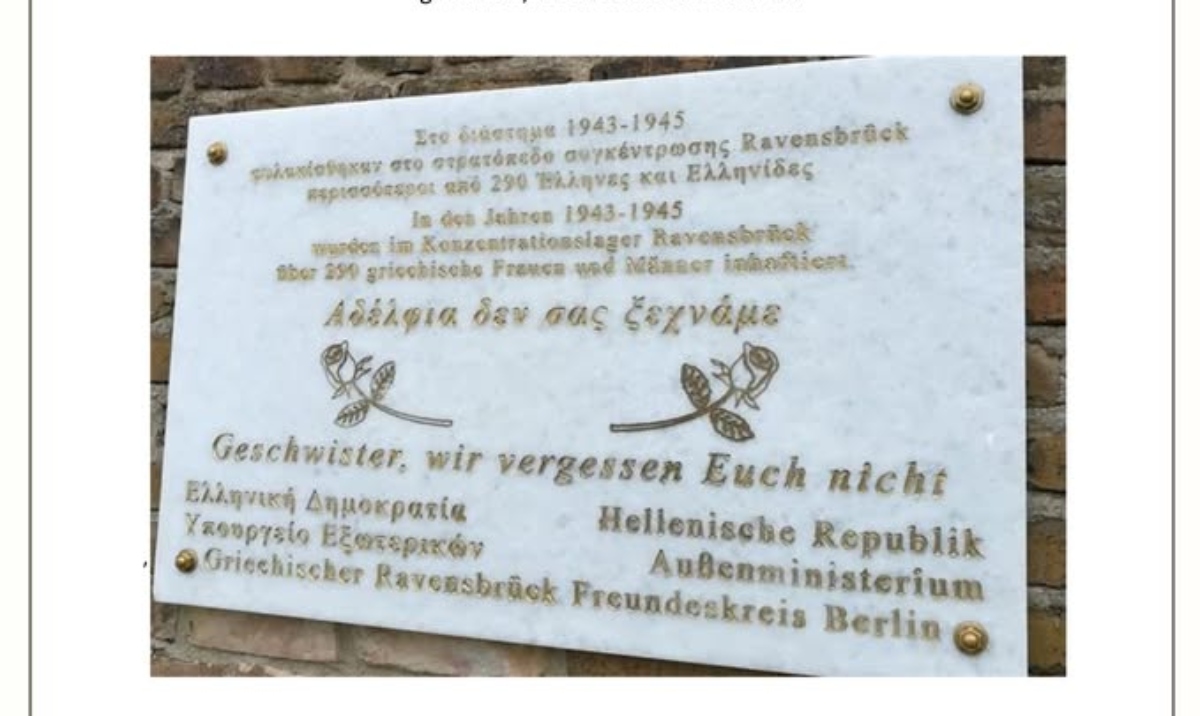 Στο διάστημα 1943-1945
φυλακίσθηκαν στο στρατόπεδο συγκέντρωσης Ravensbrück
περισσότεροι από 290 Έλληνες και Ελληνίδες
In den Jahren 1943-1945
wurden im Konzentrationslager Ravensbrück
über 290 griechische Frauen und Männer inhaftiert.
Αδέλφια δεν σας ξεχνάμε
Geschwister, wir vergessen Euch nicht
Ελληνική Δημοκρατία
Υπουργείο Εξωτερικών
Hellenische Republik
Außenministerium
Griechischer Ravensbrück Freundeskreis Berlin